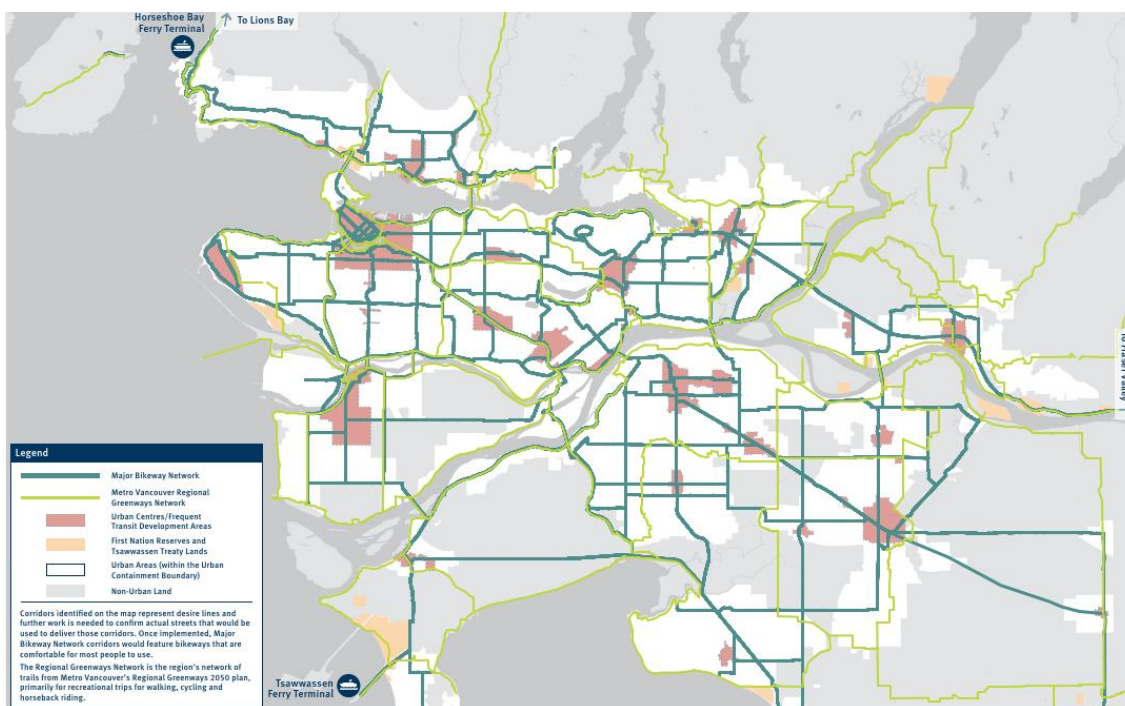 Horseshoe Bay
Ferry Terminal
To Lions Bay
To Fraser Valley
Legend
Major Bikeway Network
Metro Vancouver Regional
Greenways Network
Urban Centres/Frequent
Transit Development Areas
First Nation Reserves and
Tsawwassen Treaty Lands
Urban Areas (within the Urban
Containment Boundary)
Non-Urban Land
Corridors identified on the map represent desire lines and
further work is needed to confirm actual streets that would be
used to deliver those corridors. Once implemented, Major
Bikeway Network corridors would feature bikeways that are
comfortable for most people to use.
The Regional Greenways Network is the region's network of
trails from Metro Vancouver's Regional Greenways 2050 plan,
primarily for recreational trips for walking, cycling and
horseback riding.
Tsawwassen
Ferry Terminal